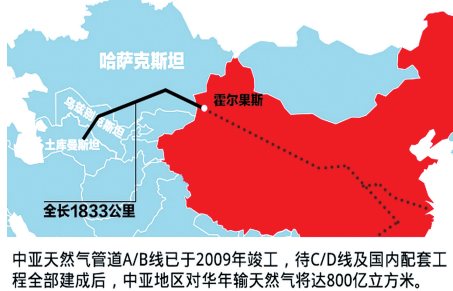 哈萨克斯坦
霍尔果斯
乌兹别克斯坦
土库曼斯坦
全长1833公里
中亚天然气管道A/B线已于2009年竣工，待C/D线及国内配套工
程全部建成后，中亚地区对华年输天然气将达800亿立方米。